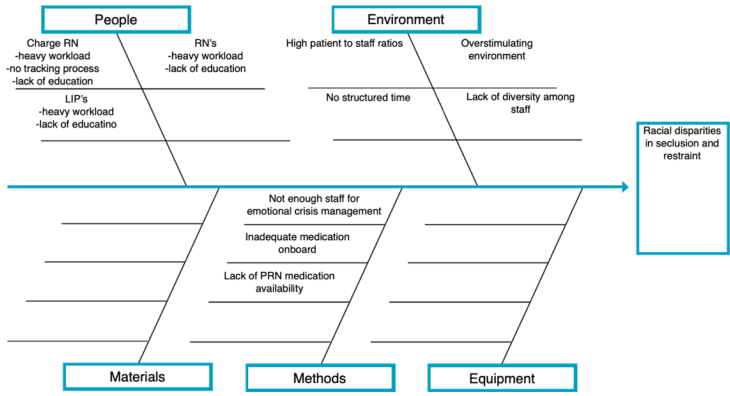 People
Environment
Charge RN
-heavy workload
-no tracking process
-lack of education
RN's
-heavy workload
-lack of education
High patient to staff ratios
Overstimulating
environment
LIP's
-heavy workload
-lack of educatino
No structured time
Lack of diversity among
staff
Racial disparities
in seclusion and
restraint
Not enough staff for
emotional crisis management
Inadequate medication
onboard
Lack of PRN medication
availability
Materials
Methods
Equipment